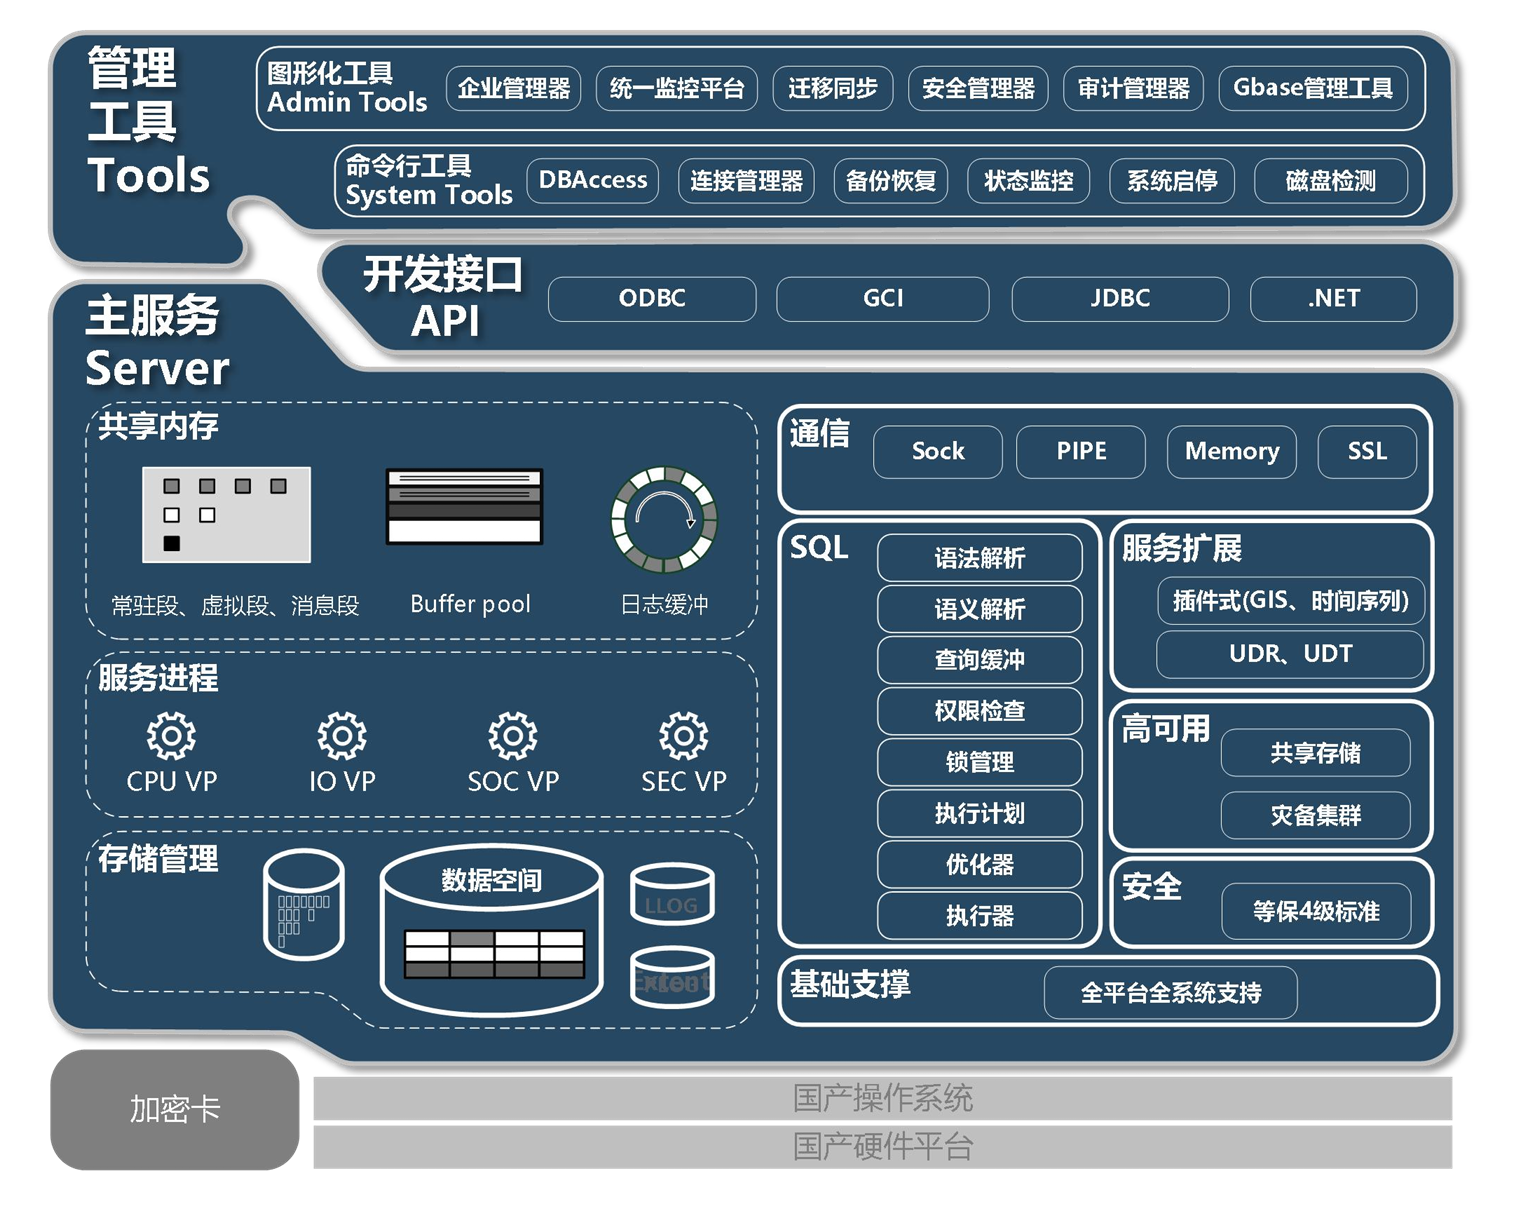 管理
工具
Tools
图形化工具
Admin Tools
企业管理器
统一监控平台
迁移同步
安全管理器
审计管理器
Gbase管理工具
命令行工具
System Tools
DBAccess
连接管理器
备份恢复
状态监控
系统启停
磁盘检测
开发接口
API
ODBC
GCI
JDBC
.NET
主服务
Server
共享内存
常驻段、虚拟段、消息段
Buffer pool
日志缓冲
服务进程
CPU VP
IO VP
SOC VP
SEC VP
存储管理
数据空间
LLOG
通信
Sock
PIPE
Memory
SSL
SQL
语法解析
语义解析
查询缓冲
权限检查
锁管理
执行计划
优化器
执行器
服务扩展
插件式(GIS、时间序列)
UDR、UDT
高可用
共享存储
灾备集群
安全
等保4级标准
基础支撑
全平台全系统支持
加密卡
国产操作系统
国产硬件平台